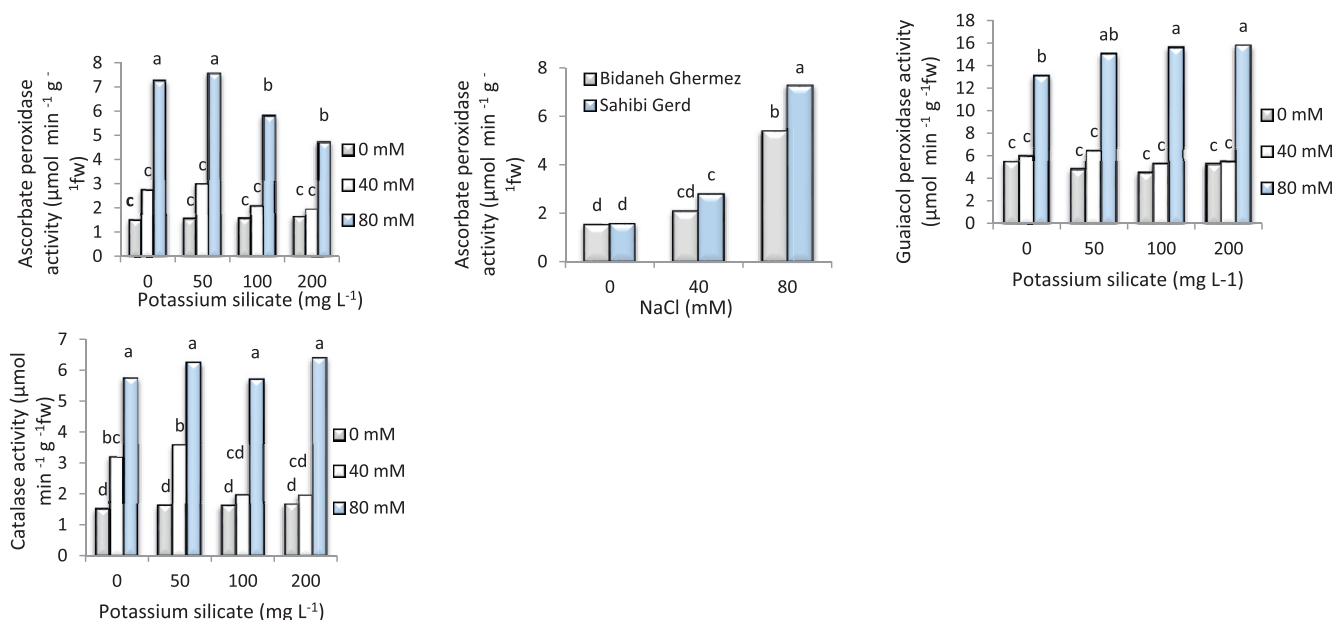 Ascorbate peroxidase
activity (µmol min -1 g -
1fw)
8
7
6
5
4
3
2
1
0
a
a
b
b
c
c
c
c
c
c
c
c
0
50
100
200
Potassium silicate (mg L-1)
0 mM
40 mM
80 mM
Ascorbate peroxidase
activity (µmol min -1 g -
1fw)
8
6
4
2
0
Bidaneh Ghermez
Sahibi Gerd
d
d
cd
c
b
a
0
40
80
NaCl (mM)
Guaiacol peroxidase activity
(µmol min -1 g -1fw)
18
16
14
12
10
8
6
4
2
0
b
ab
a
a
c
c
c
c
c
c
c
c
0
50
100
200
Potassium silicate (mg L-1)
0 mM
40 mM
80 mM
Catalase activity (µmol
min -1 g -1fw)
7
6
5
4
3
2
1
0
a
a
a
a
bc
b
cd
cd
d
d
d
d
0
50
100
200
Potassium silicate (mg L-1)
0 mM
40 mM
80 mM